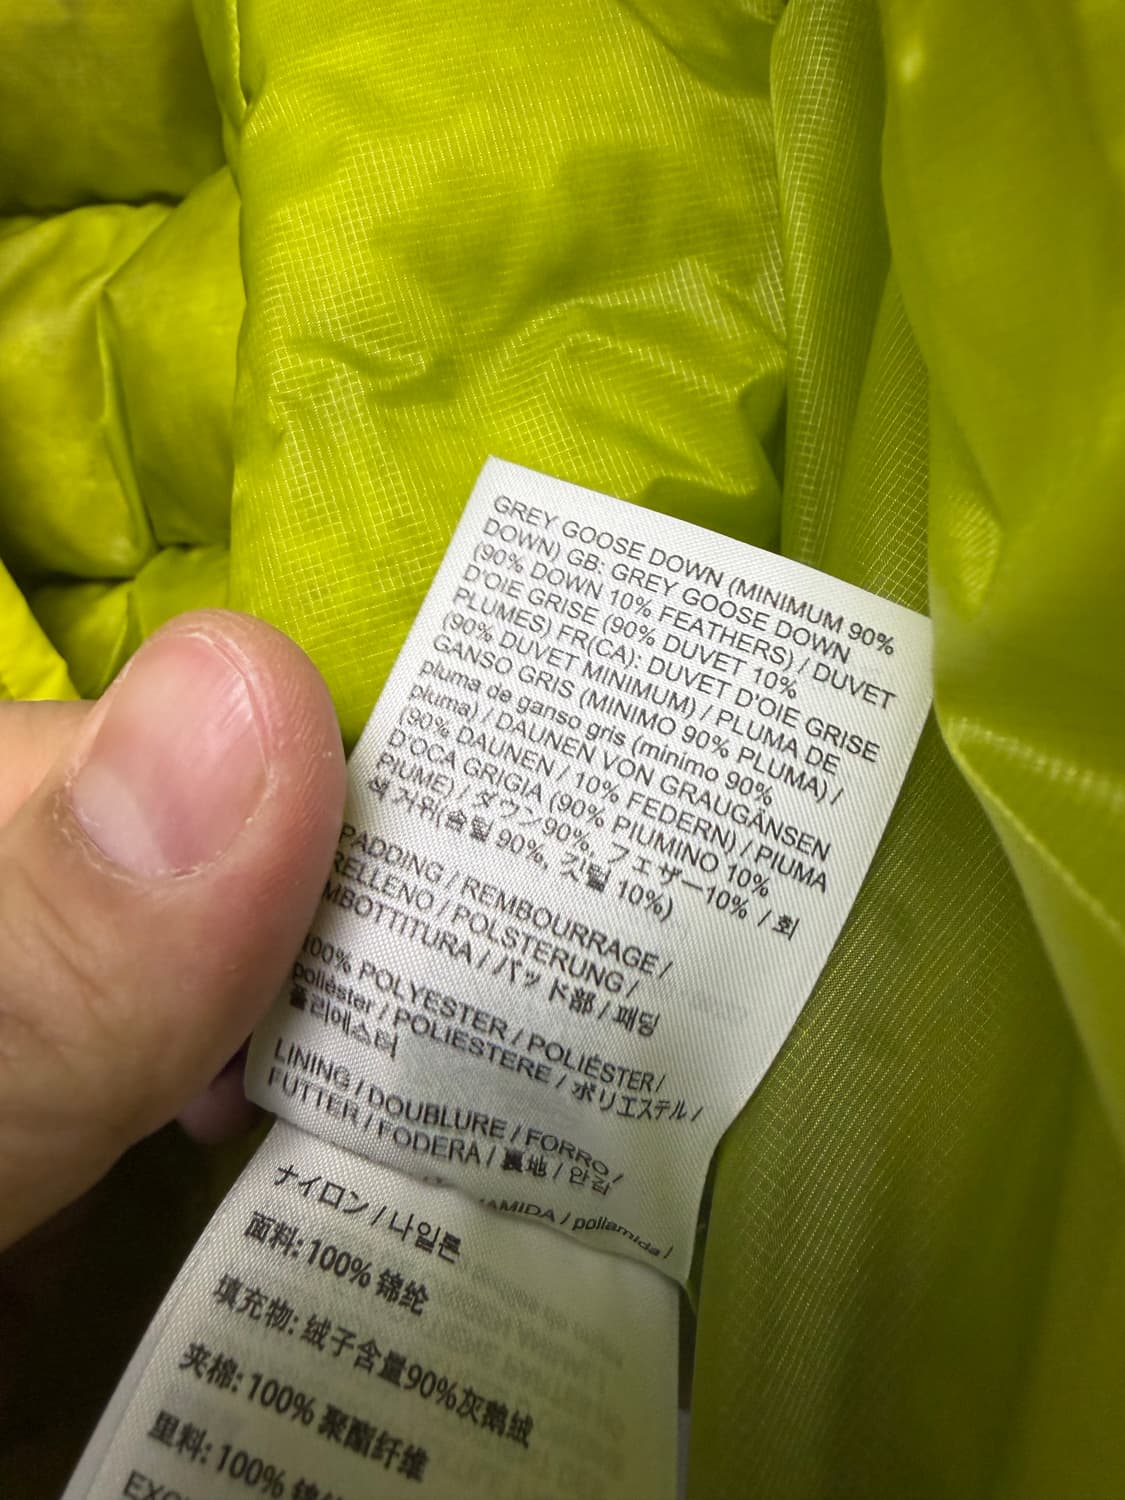 GREY GOOSE DOWN (MINIMUM 90%
DOWN) GB: GREY GOOSE DOWN
(90% DOWN 10% FEATHERS) / DUVET
D'OIE GRISE (90% DUVET 10%
PLUMES) FR(CA): DUVET D'OIE GRISE
(90% DUVET MINIMUM) / PLUMA DE
GANSO GRIS (MINIMO 90% PLUMA) /
pluma de ganso gris (minimo 90%
pluma) / DAUNEN VON GRAUGÄNSEN
(90% DAUNEN / 10% FEDERN) / PIUMA
D'OCA GRIGIA (90% PIUMINO 10%
PIUME) / ダウン90%, フェザー10% / 회
색 거위(솜털 90%, 깃털 10%)
PADDING / REMBOURRAGE /
RELLENO / POLSTERUNG /
IMBOTTITURA / パッド部 / 패딩
100% POLYESTER / POLIÉSTER/
poliéster / POLIESTERE / ポリエステル /
폴리에스터
LINING / DOUBLURE / FORRO /
FUTTER / FODERA / 裏地 / 안감
poliamida /
ナイロン / 나일론
面料: 100% 锦纶
填充物: 绒子含量90%灰鹅绒
夹棉: 100% 聚酯纤维
里料: 100%